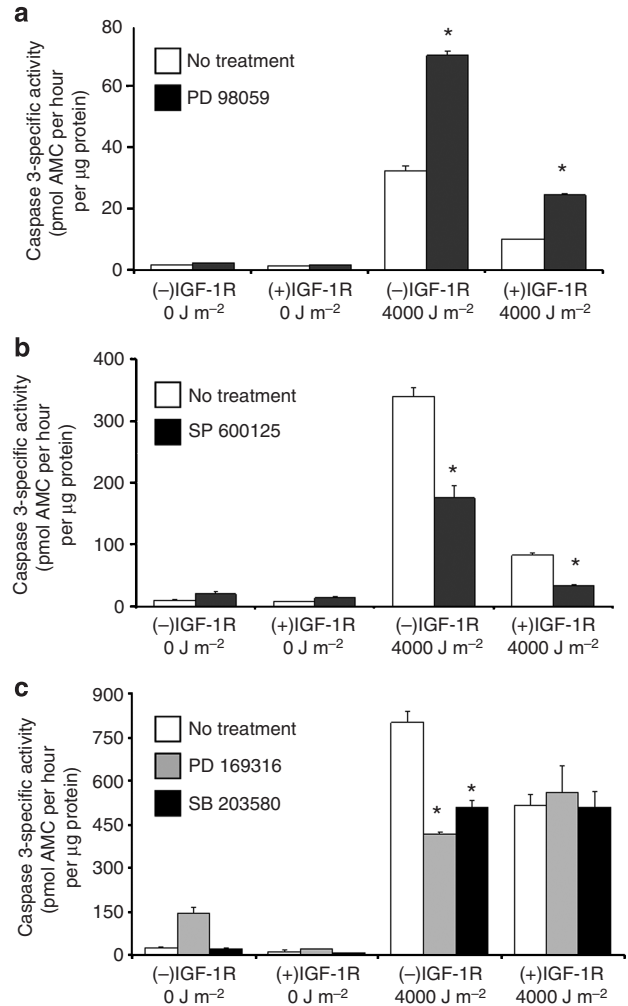 a
Caspase 3-specific activity
(pmol AMC per hour
per μg protein)
80
60
40
20
0
No treatment
PD 98059
*
*
(–)IGF-1R
0 J m–2
(+)IGF-1R
0 J m–2
(–)IGF-1R
4000 J m–2
(+)IGF-1R
4000 J m–2
b
Caspase 3-specific activity
(pmol AMC per hour
per μg protein)
400
300
200
100
0
No treatment
SP 600125
*
*
(–)IGF-1R
0 J m–2
(+)IGF-1R
0 J m–2
(–)IGF-1R
4000 J m–2
(+)IGF-1R
4000 J m–2
c
Caspase 3-specific activity
(pmol AMC per hour
per μg protein)
900
750
600
450
300
150
0
No treatment
PD 169316
SB 203580
*
*
(–)IGF-1R
0 J m–2
(+)IGF-1R
0 J m–2
(–)IGF-1R
4000 J m–2
(+)IGF-1R
4000 J m–2